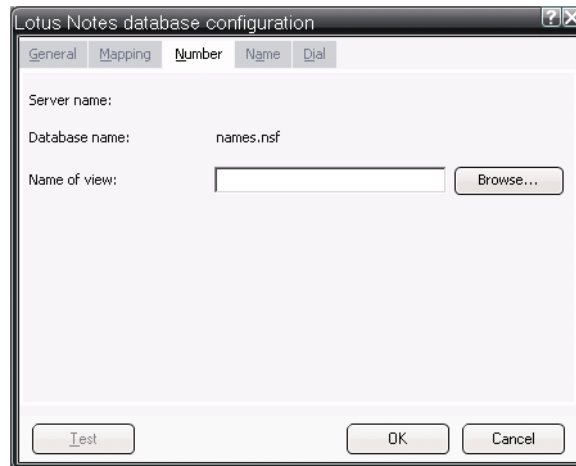 Lotus Notes database configuration
General Mapping Number Name Dial
Server name:
Database name: names.nsf
Name of view: Browse...
Test OK Cancel